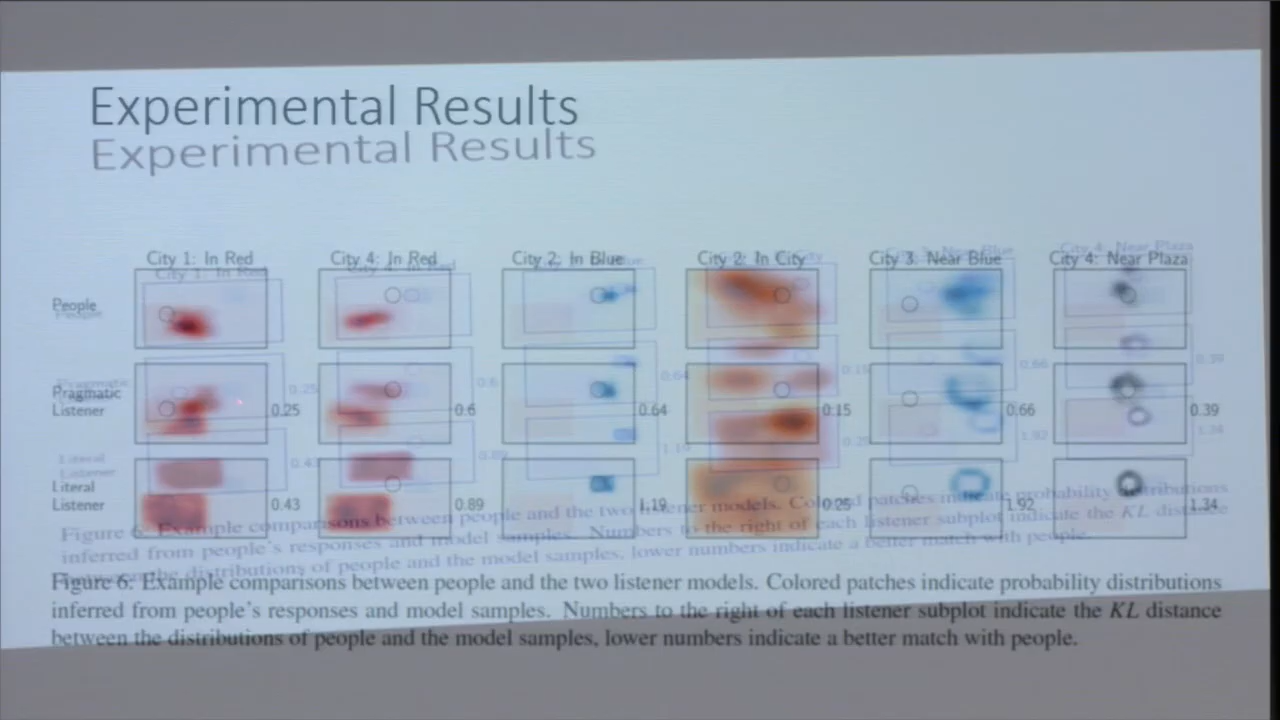 Experimental Results
Experimental Results
City 1: In Red City 4: In Red City 2: In Blue City 2: In City City 3: Near Blue City 4: Near Plaza
People
Pragmatic
Listener 0.25 0.6 0.64 0.15 0.66 0.39
Literal
Listener 0.43 0.89 1.19 0.25 1.92 1.34
Figure 6: Example comparisons between people and the two listener models. Colored patches indicate probability distributions
inferred from people's responses and model samples. Numbers to the right of each listener subplot indicate the KL distance
between the distributions of people and the model samples, lower numbers indicate a better match with people.